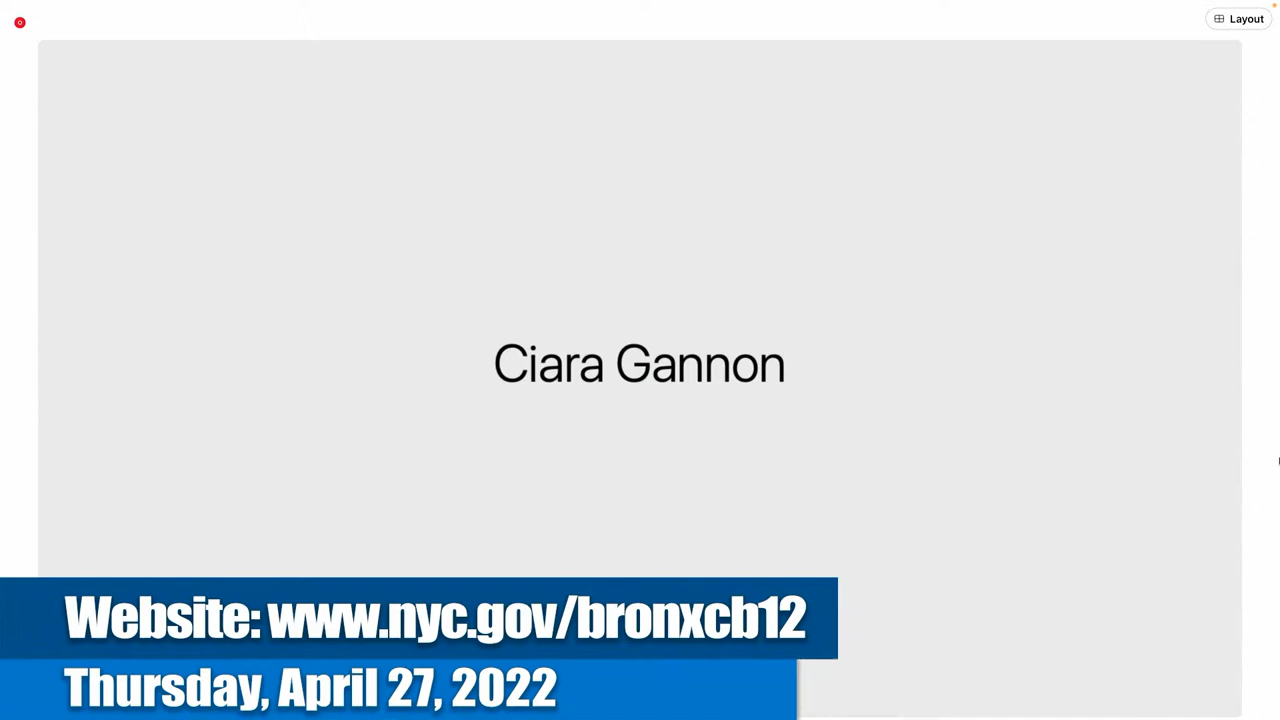 Layout
Ciara Gannon
Website: www.nyc.gov/bronxcb12
Thursday, April 27, 2022